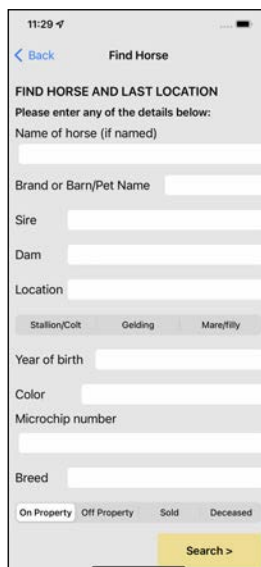 11:29
Back Find Horse
FIND HORSE AND LAST LOCATION
Please enter any of the details below:
Name of horse (if named)
Brand or Barn/Pet Name
Sire
Dam
Location
Stallion/Colt Gelding Mare/filly
Year of birth
Color
Microchip number
Breed
On Property Off Property Sold Deceased
Search >